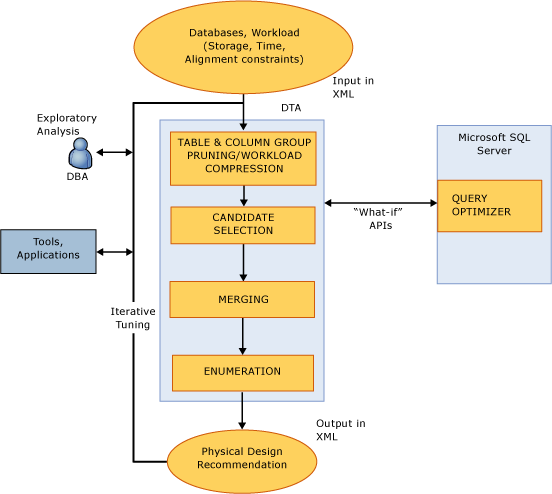 Databases, Workload
(Storage, Time,
Alignment constraints)
Input in
XML
DTA
Exploratory
Analysis
DBA
TABLE & COLUMN GROUP
PRUNING/WORKLOAD
COMPRESSION
Microsoft SQL
Server
CANDIDATE
SELECTION
"What-if"
APIs
QUERY
OPTIMIZER
Tools,
Applications
MERGING
Iterative
Tuning
ENUMERATION
Output in
XML
Physical Design
Recommendation